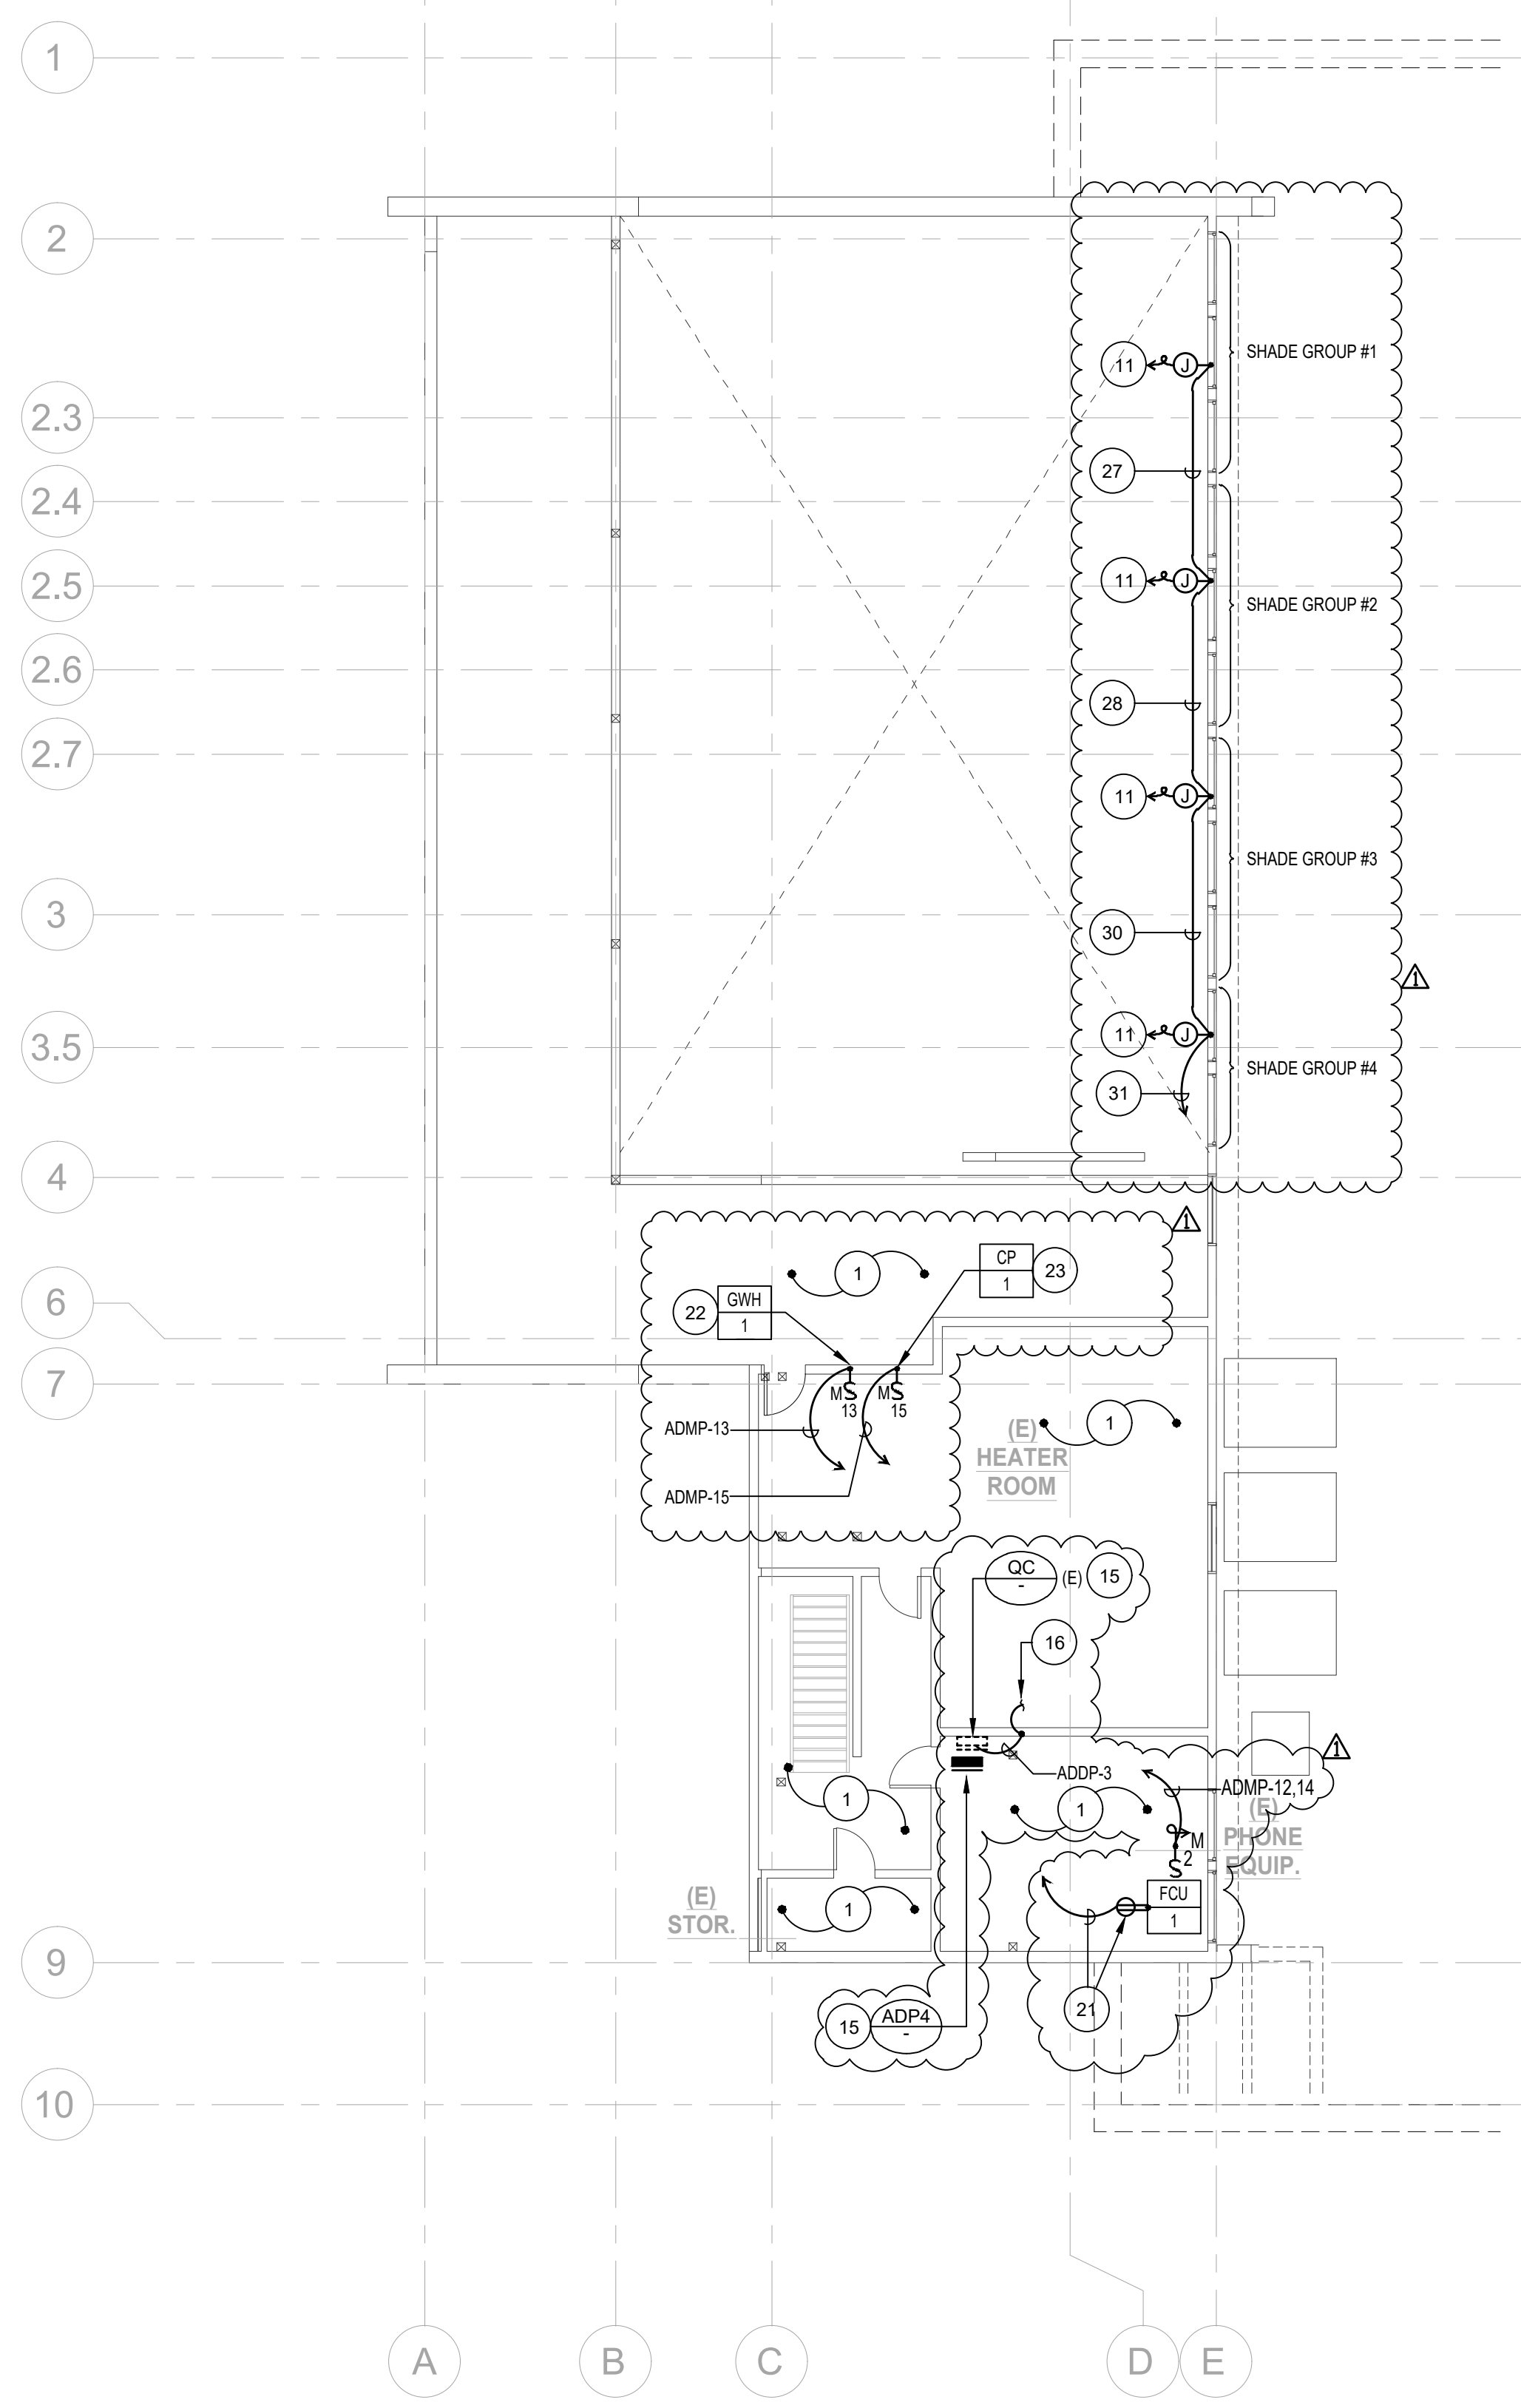 1
2
SHADE GROUP #1
11
J
2.3
27
2.4
2.5
11
J
SHADE GROUP #2
2.6
28
2.7
11
J
SHADE GROUP #3
3
30
1
3.5
11
J
SHADE GROUP #4
31
4
1
6
1
CP
1
23
22
GWH
1
7
M S
13
M S
15
ADMP-13
ADMP-15
1
(E)
HEATER
ROOM
QC
-
(E)
15
16
1
ADDP-3
ADMP-12,14
1
1
M
S 2
(E)
PHONE
EQUIP.
(E)
STOR.
1
FCU
1
9
21
15
ADP4
-
10
A
B
C
D
E